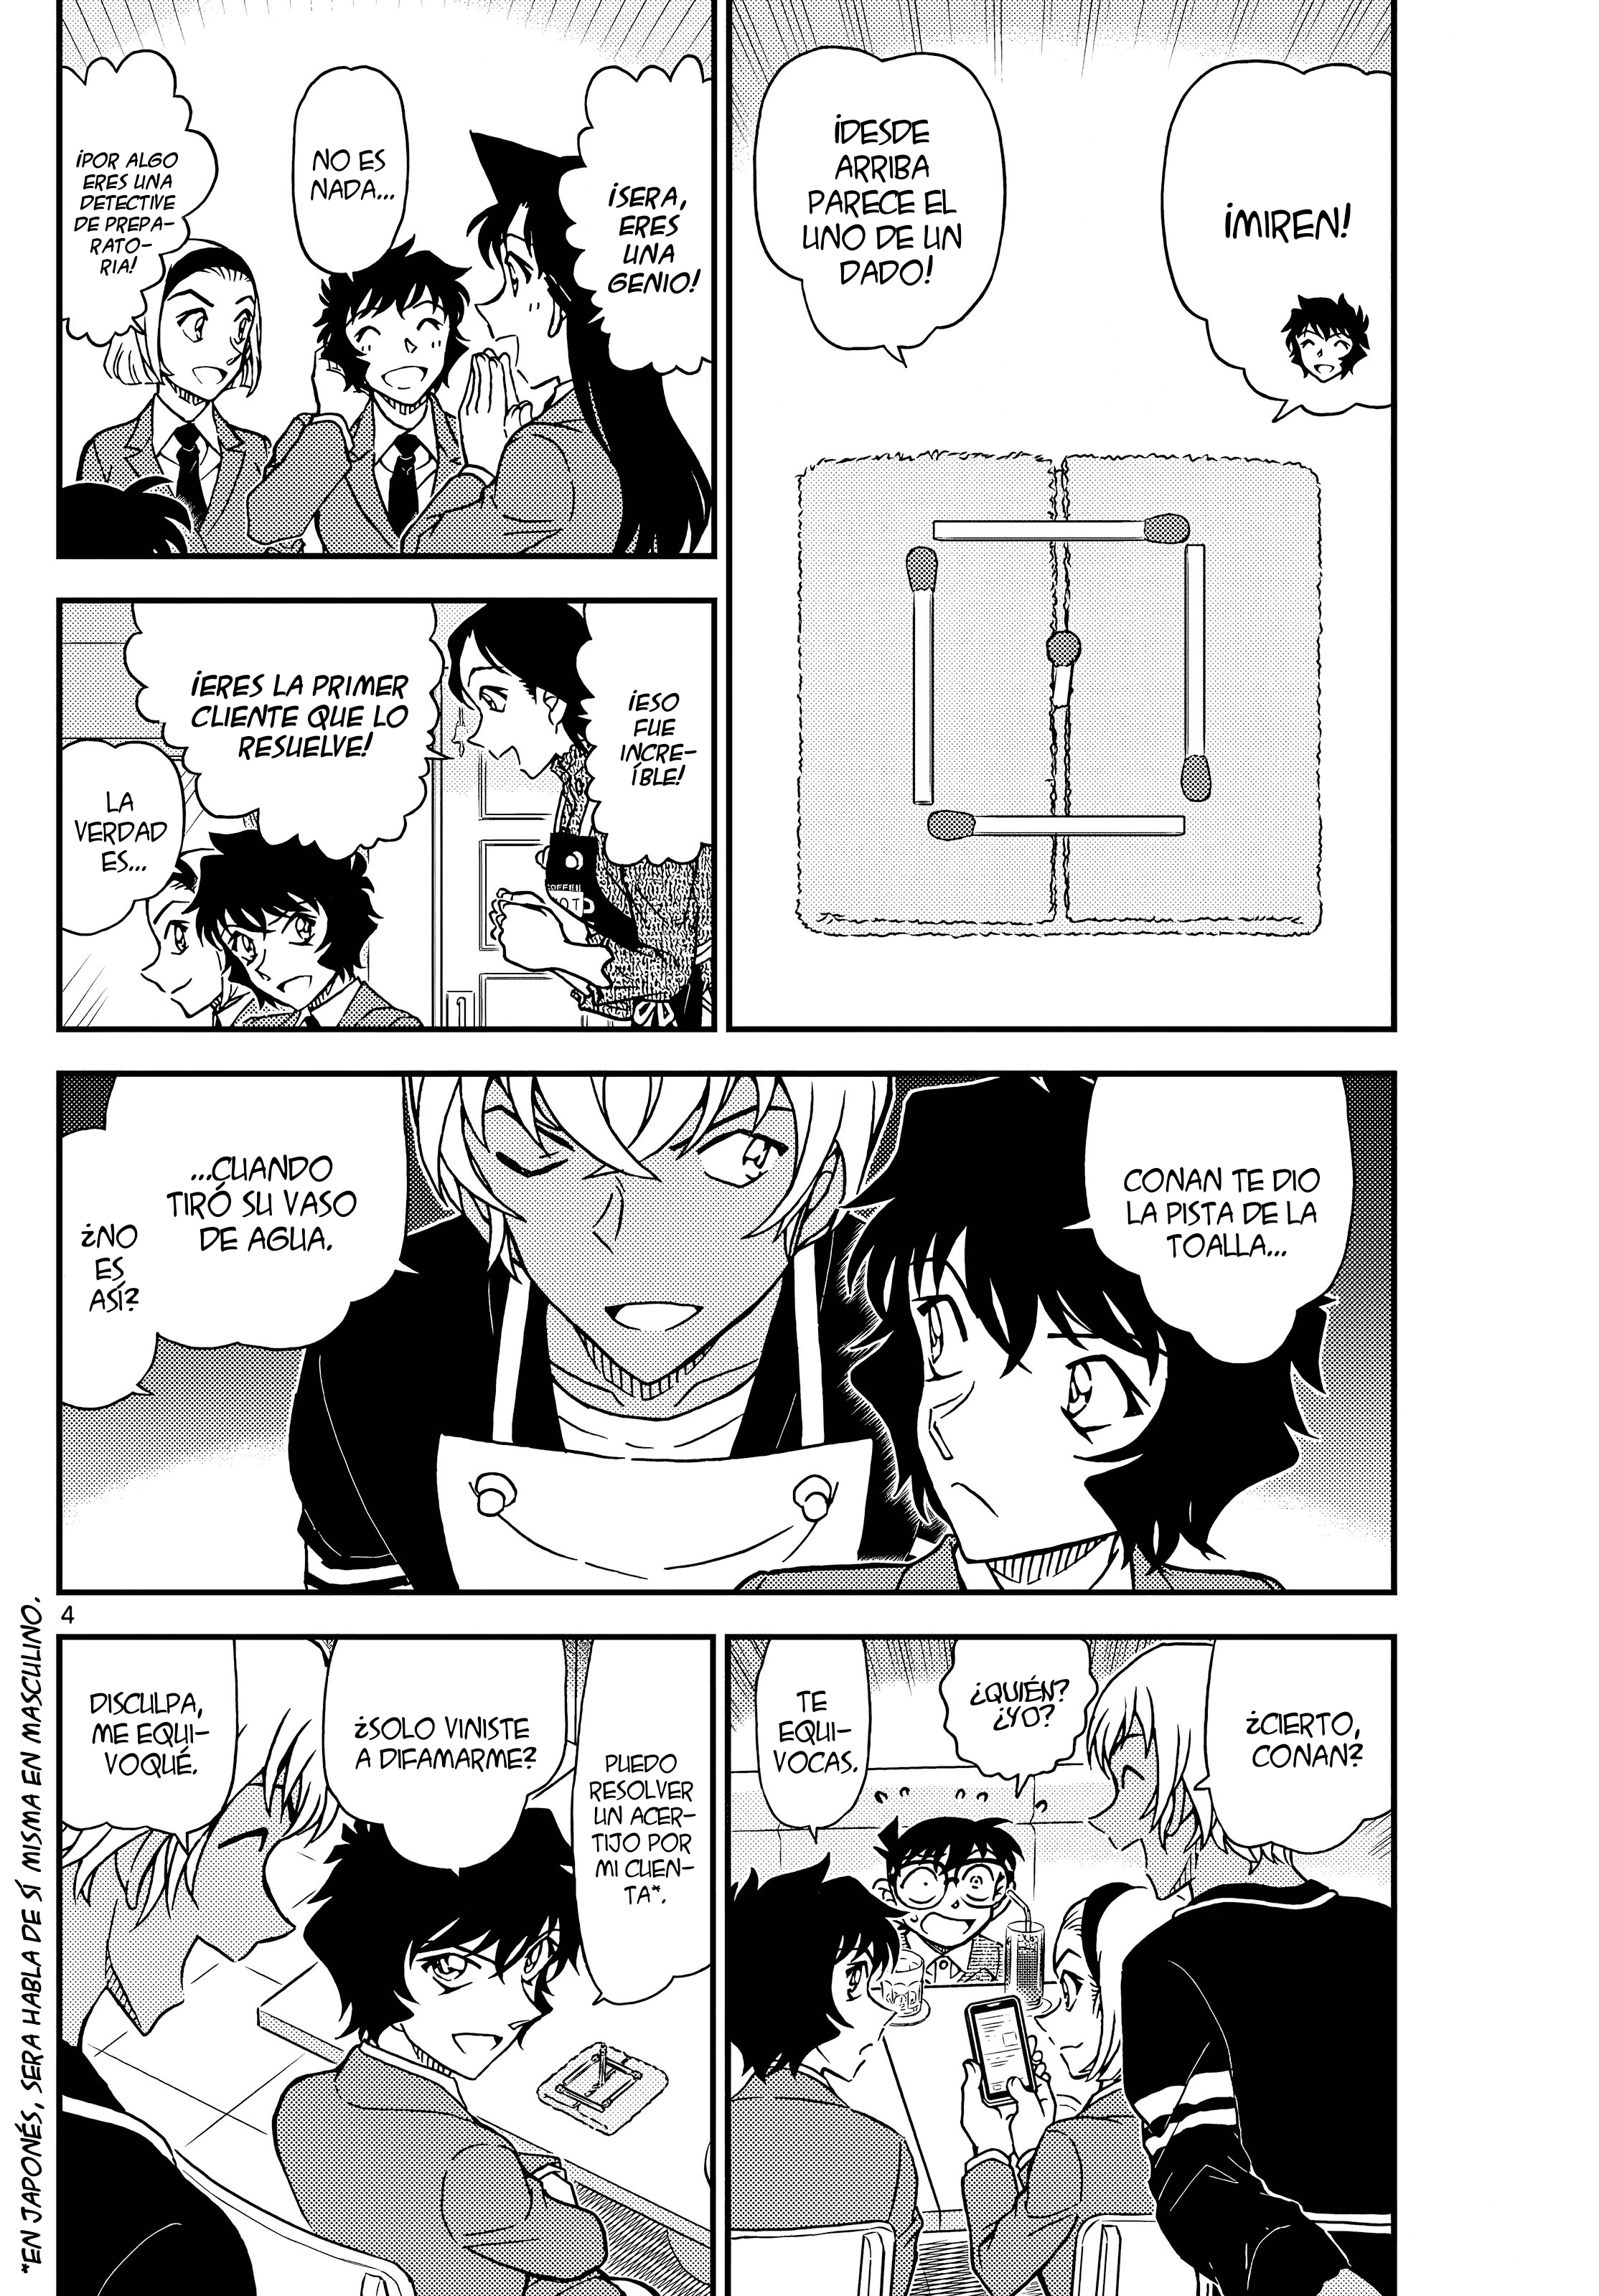 ¡MIREN!
¡DESDE
ARRIBA
PARECE EL
UNO DE UN
DADO!
¡SERA,
ERES
UNA
GENIO!
NO ES
NADA...
¡POR ALGO
ERES UNA
DETECTIVE
DE PREPA-
RATO-
RIA!
¡ESO
FUE
INCRE-
ÍBLE!
¡ERES LA PRIMER
CLIENTE QUE LO
RESUELVE!
LA
VERDAD
ES...
CONAN TE DIO
LA PISTA DE LA
TOALLA...
...CUANDO
TIRÓ SU VASO
DE AGUA.
¿NO
ES
ASÍ?
¿CIERTO,
CONAN?
¿QUIÉN?
¿YO?
TE
EQUI-
VOCAS.
PUEDO
RESOLVER
UN ACER-
TIJO POR
MI CUEN-
TA*.
¿SOLO VINISTE
A DIFAMARME?
DISCULPA,
ME EQUI-
VOQUÉ.
4
*EN JAPONÉS, SERA HABLA DE SÍ MISMA EN MASCULINO.